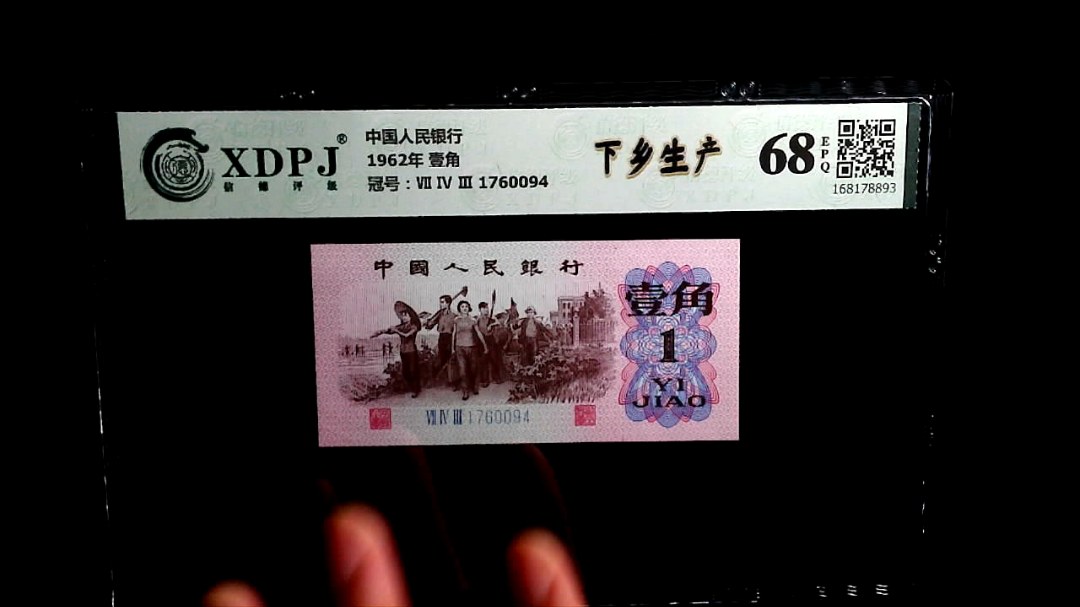 XDPJ®
信德评级
中国人民银行
1962年 壹角
冠号：Ⅶ Ⅳ Ⅲ 1760094
下乡生产
68
EPQ
168178893
中國人民銀行
壹角
1
YI
JIAO
Ⅶ Ⅳ Ⅲ 1760094